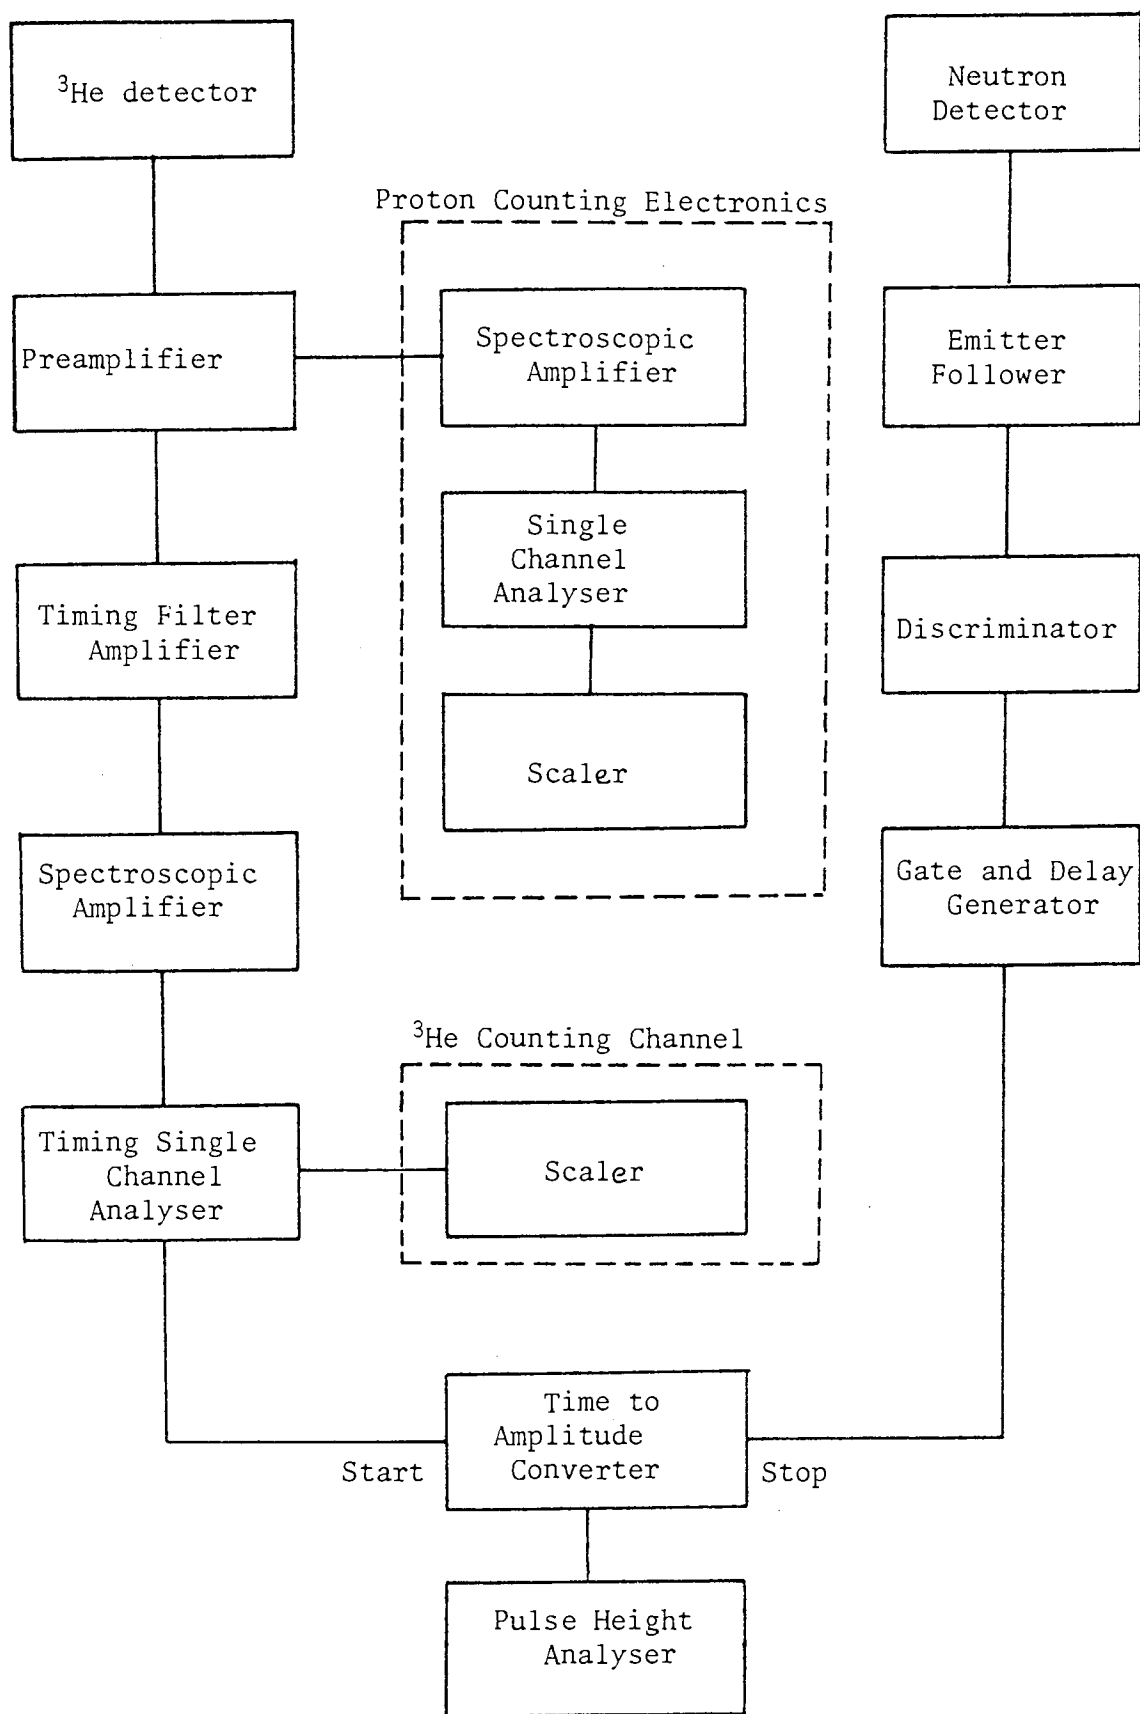 ³He detector
Neutron
Detector
Proton Counting Electronics
Preamplifier
Spectroscopic
Amplifier
Emitter
Follower
Single
Channel
Analyser
Timing Filter
Amplifier
Discriminator
Scaler
Spectroscopic
Amplifier
Gate and Delay
Generator
³He Counting Channel
Timing Single
Channel
Analyser
Scaler
Time to
Amplitude
Converter
Start
Stop
Pulse Height
Analyser